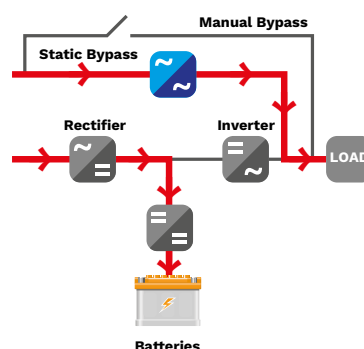 Manual Bypass
Static Bypass
Rectifier
Inverter
LOAD
Batteries